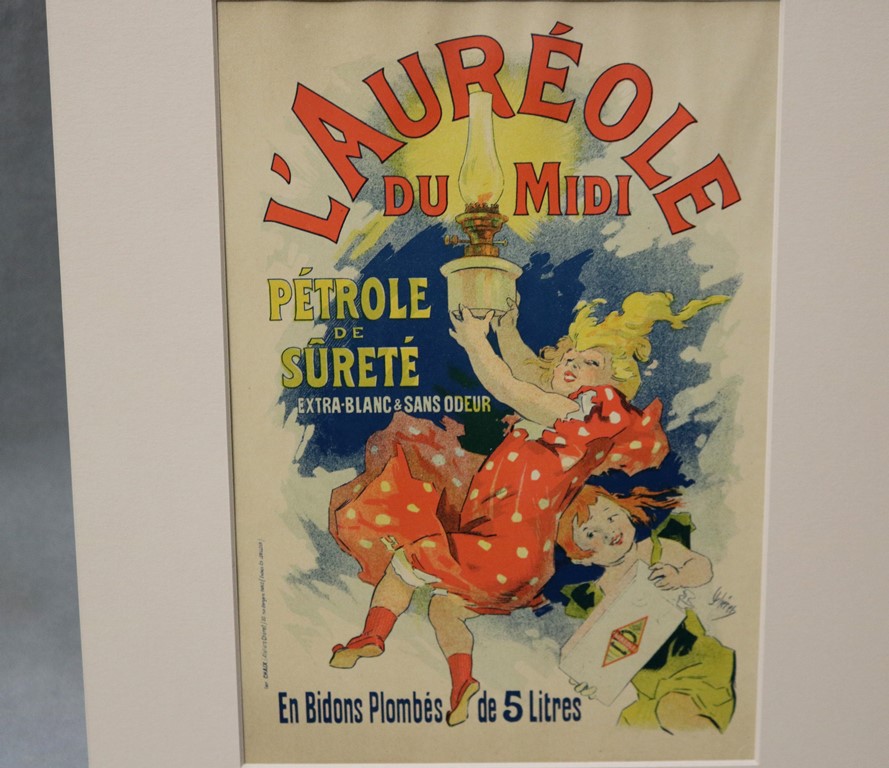 L'AURÉOLE
DU MIDI
PÉTROLE
DE
SÛRETÉ
EXTRA-BLANC & SANS ODEUR
En Bidons Plombés de 5 Litres